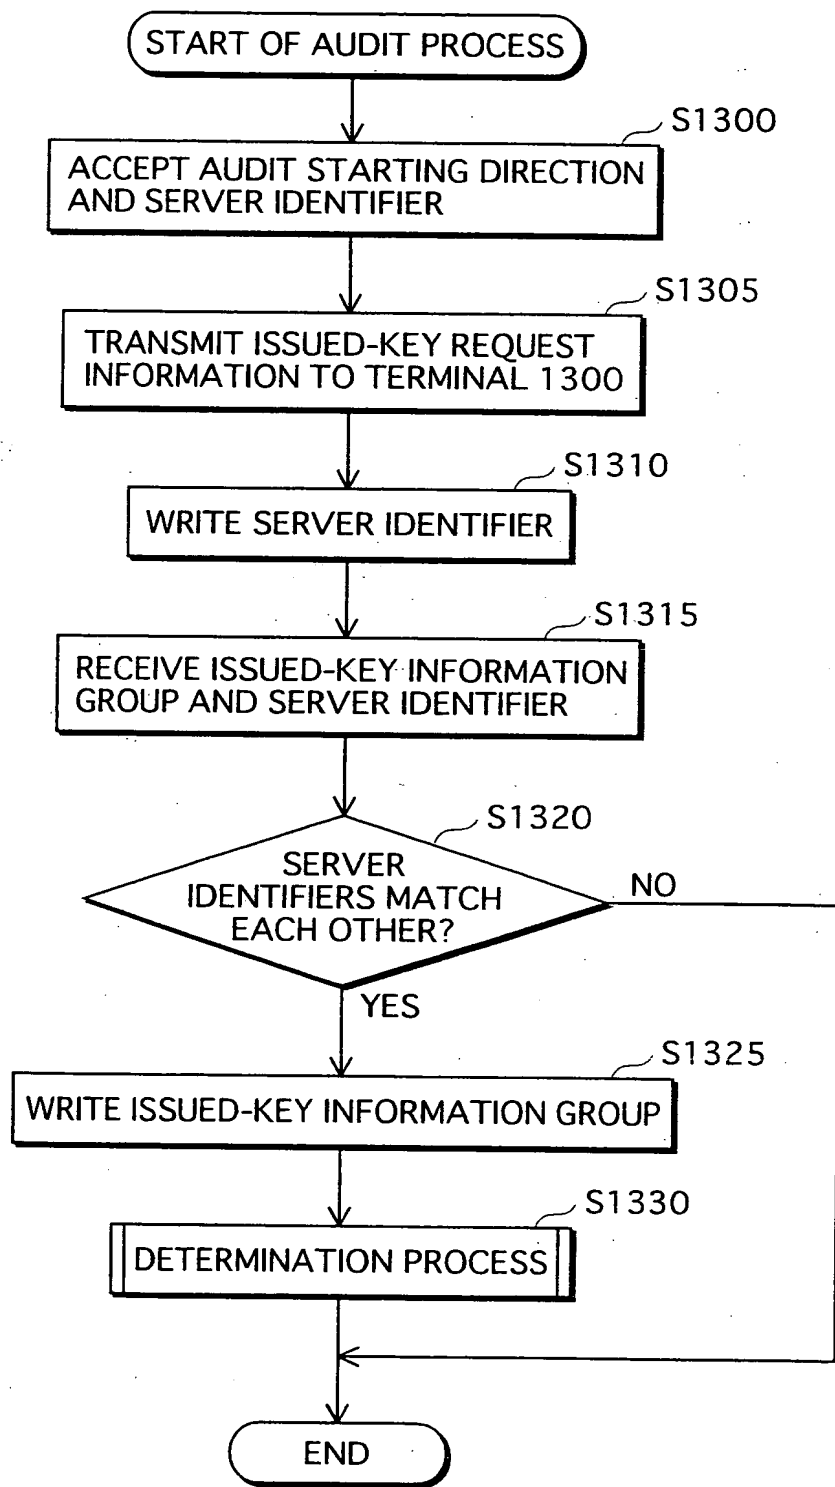 START OF AUDIT PROCESS
S1300
ACCEPT AUDIT STARTING DIRECTION
AND SERVER IDENTIFIER
S1305
TRANSMIT ISSUED-KEY REQUEST
INFORMATION TO TERMINAL 1300
S1310
WRITE SERVER IDENTIFIER
S1315
RECEIVE ISSUED-KEY INFORMATION
GROUP AND SERVER IDENTIFIER
S1320
SERVER
IDENTIFIERS MATCH
EACH OTHER?
NO
YES
S1325
WRITE ISSUED-KEY INFORMATION GROUP
S1330
DETERMINATION PROCESS
END